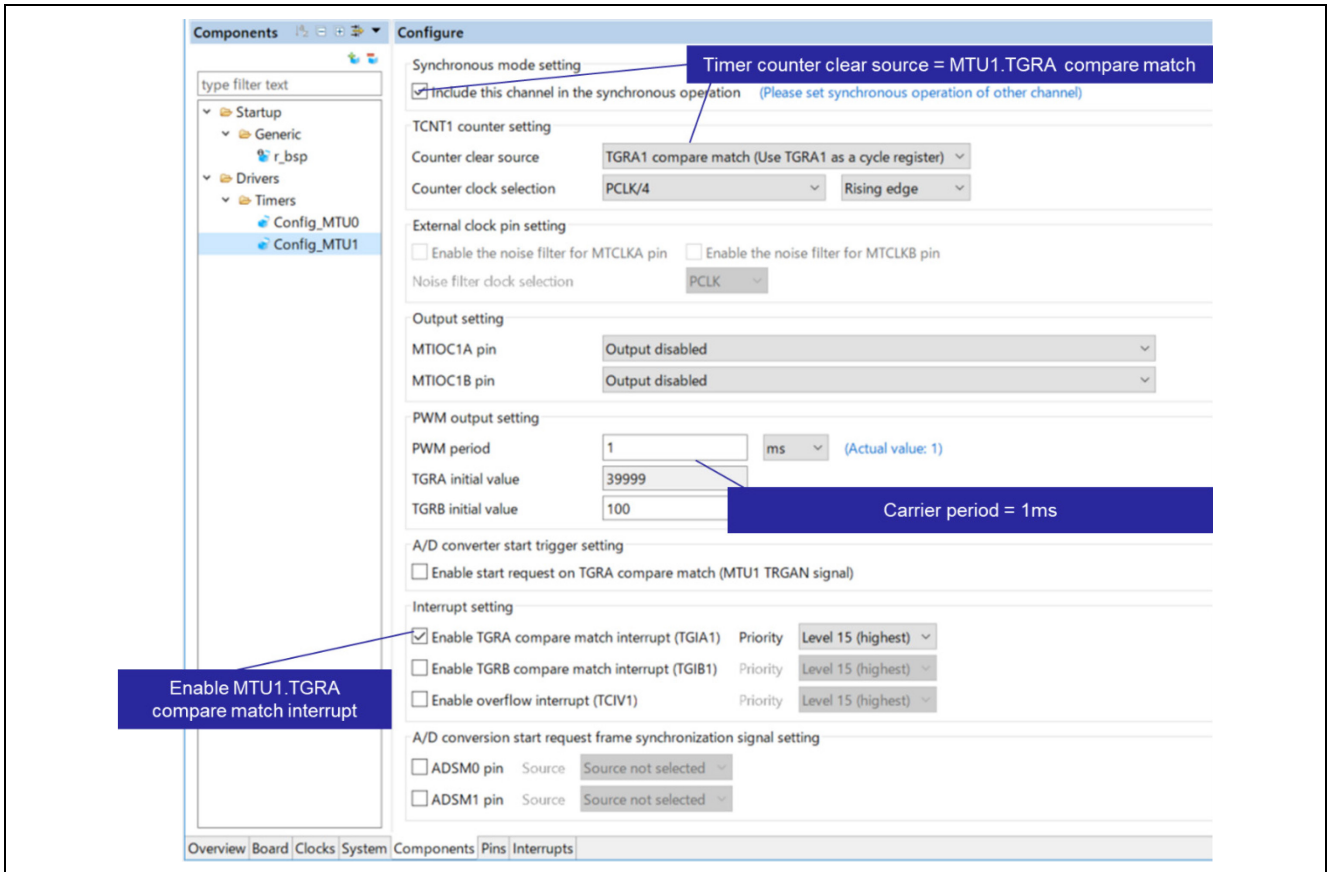 Components
type filter text
Startup
Generic
r_bsp
Drivers
Timers
Config_MTU0
Config_MTU1
Configure
Synchronous mode setting
Timer counter clear source = MTU1.TGRA compare match
Include this channel in the synchronous operation (Please set synchronous operation of other channel)
TCNT1 counter setting
Counter clear source TGRA1 compare match (Use TGRA1 as a cycle register)
Counter clock selection PCLK/4 Rising edge
External clock pin setting
Enable the noise filter for MTCLKA pin Enable the noise filter for MTCLKB pin
Noise filter clock selection PCLK
Output setting
MTIOC1A pin Output disabled
MTIOC1B pin Output disabled
PWM output setting
PWM period 1 ms (Actual value: 1)
TGRA initial value 39999
TGRB initial value 100
Carrier period = 1ms
A/D converter start trigger setting
Enable start request on TGRA compare match (MTU1 TRGAN signal)
Interrupt setting
Enable TGRA compare match interrupt (TGIA1) Priority Level 15 (highest)
Enable TGRB compare match interrupt (TGIB1) Priority Level 15 (highest)
Enable overflow interrupt (TCIV1) Priority Level 15 (highest)
Enable MTU1.TGRA
compare match interrupt
A/D conversion start request frame synchronization signal setting
ADSM0 pin Source Source not selected
ADSM1 pin Source Source not selected
Overview Board Clocks System Components Pins Interrupts